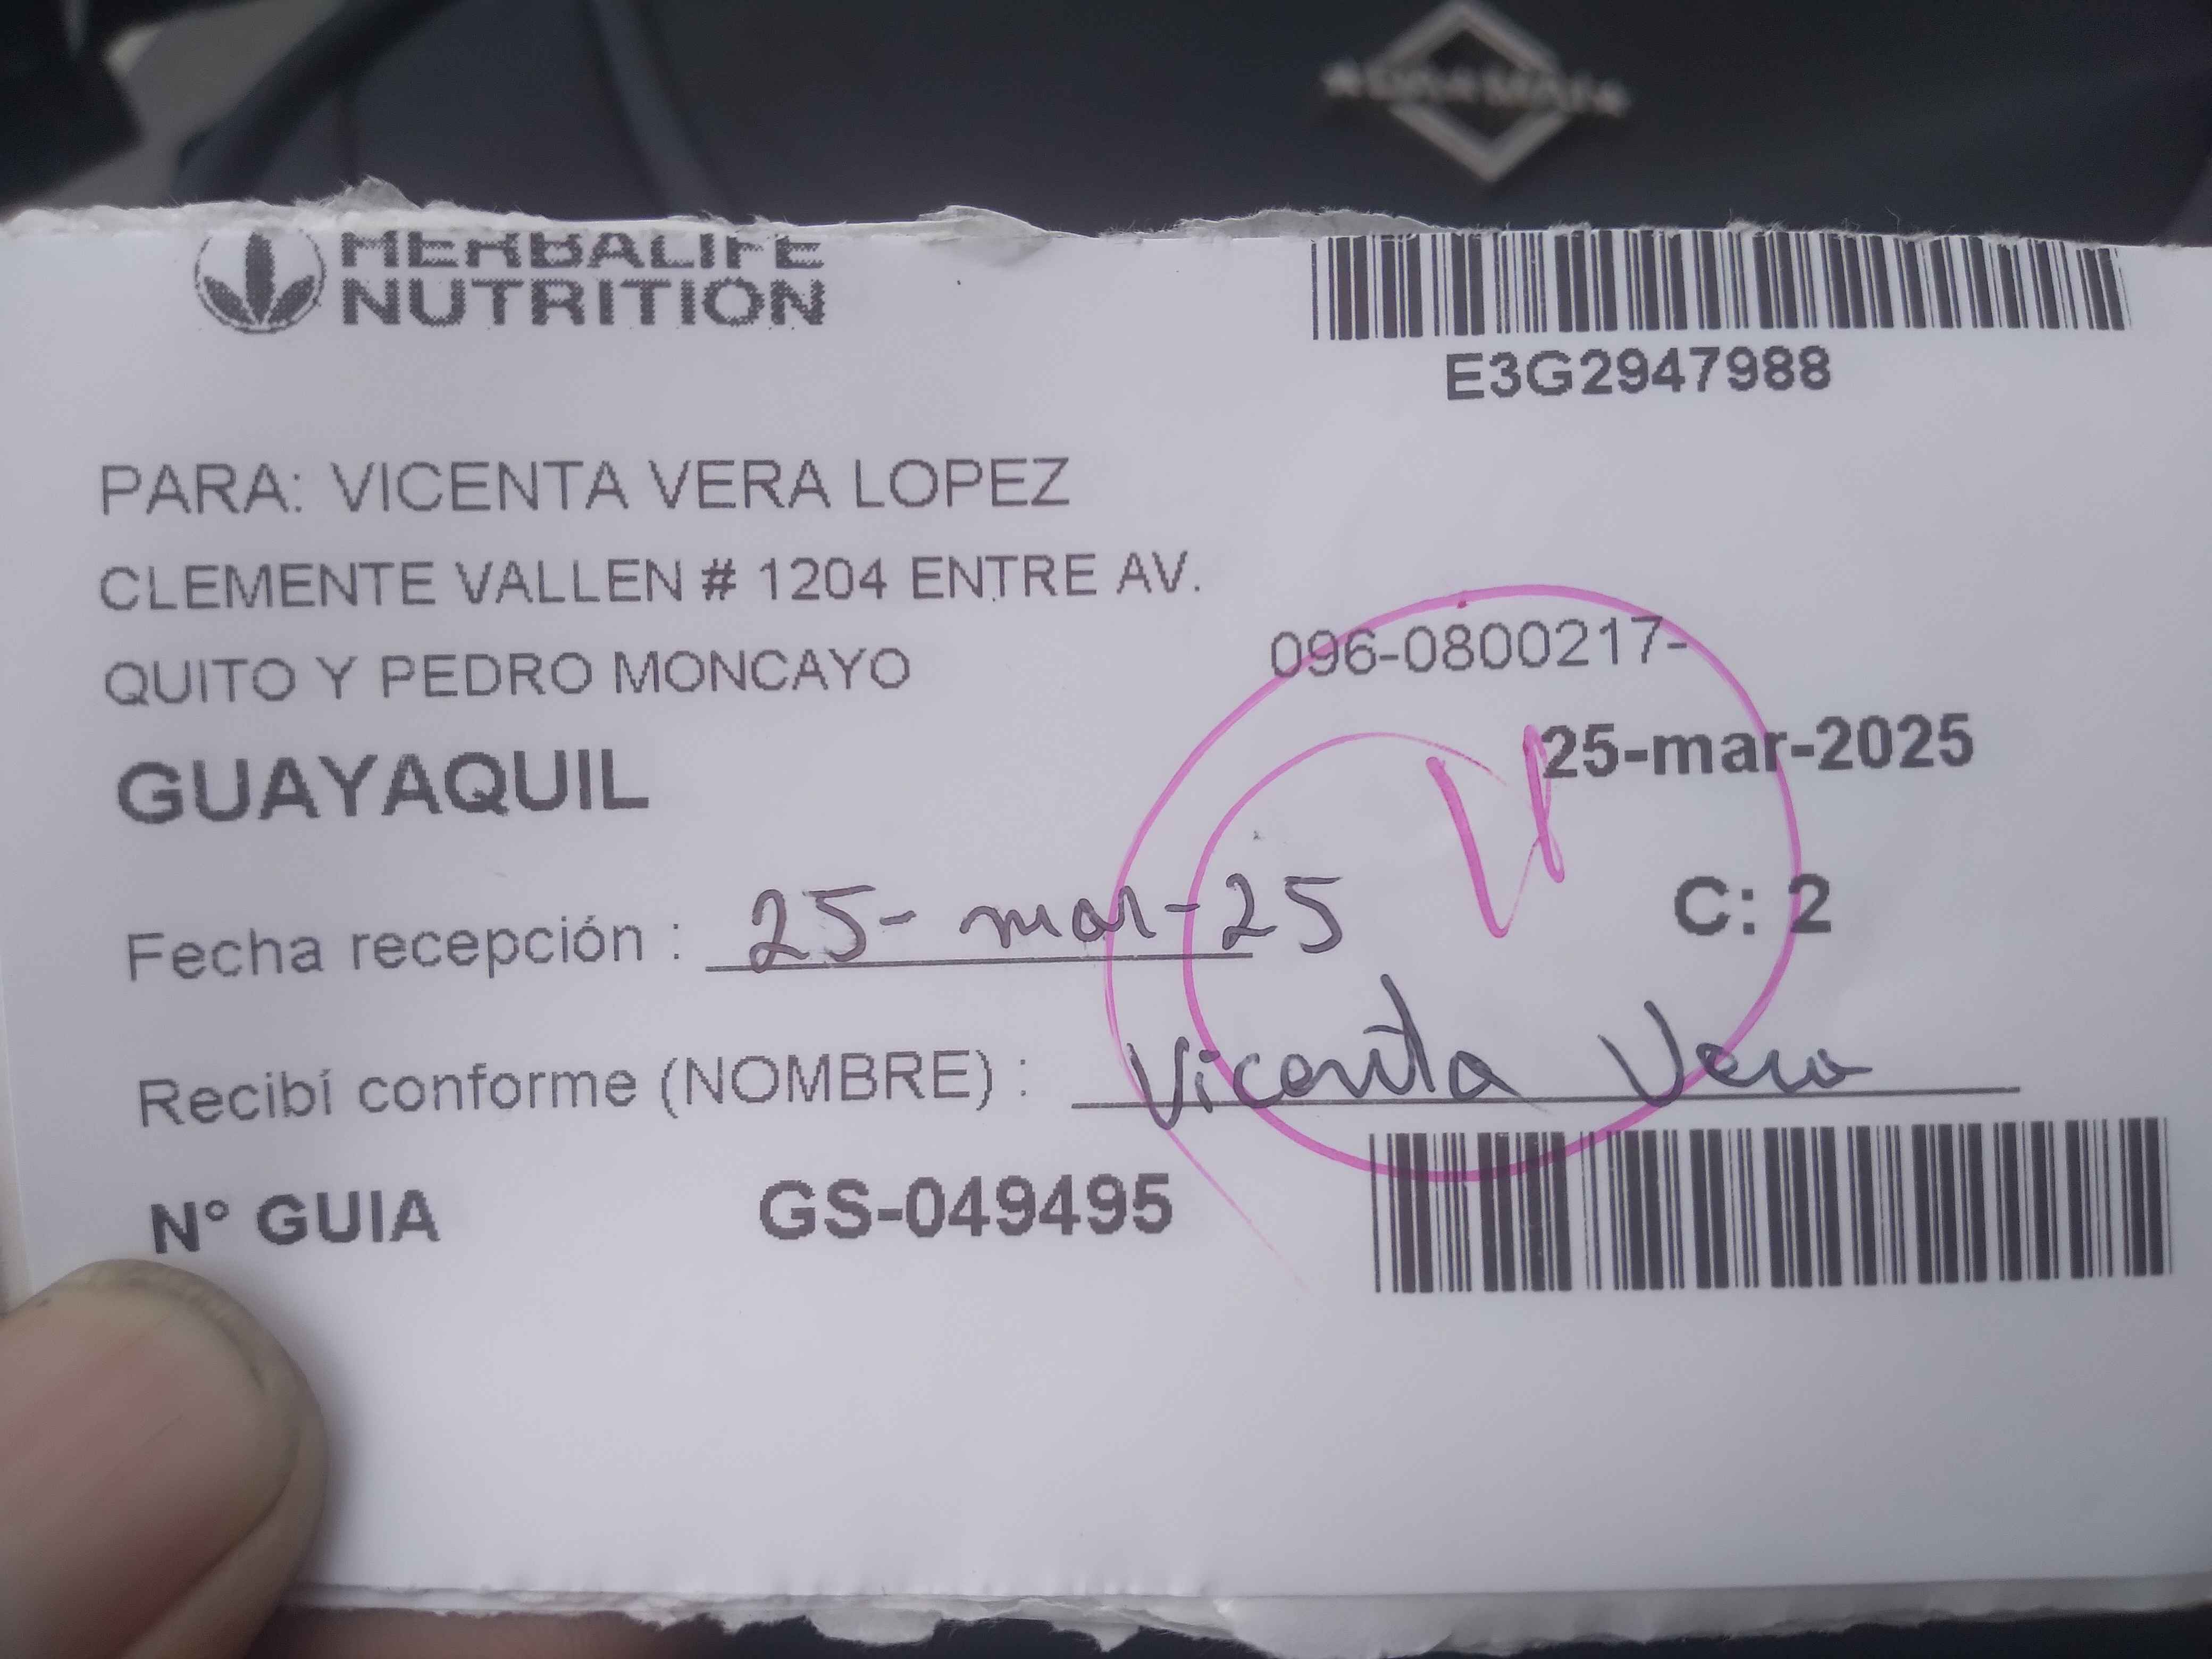 HERBALIFE
NUTRITION
E3G2947988
PARA: VICENTA VERA LOPEZ
CLEMENTE VALLEN # 1204 ENTRE AV.
QUITO Y PEDRO MONCAYO
096-0800217-
GUAYAQUIL
25-mar-2025
C: 2
Fecha recepción : 25-mar-25
Recibí conforme (NOMBRE) : Vicenta Vera
N° GUIA GS-049495